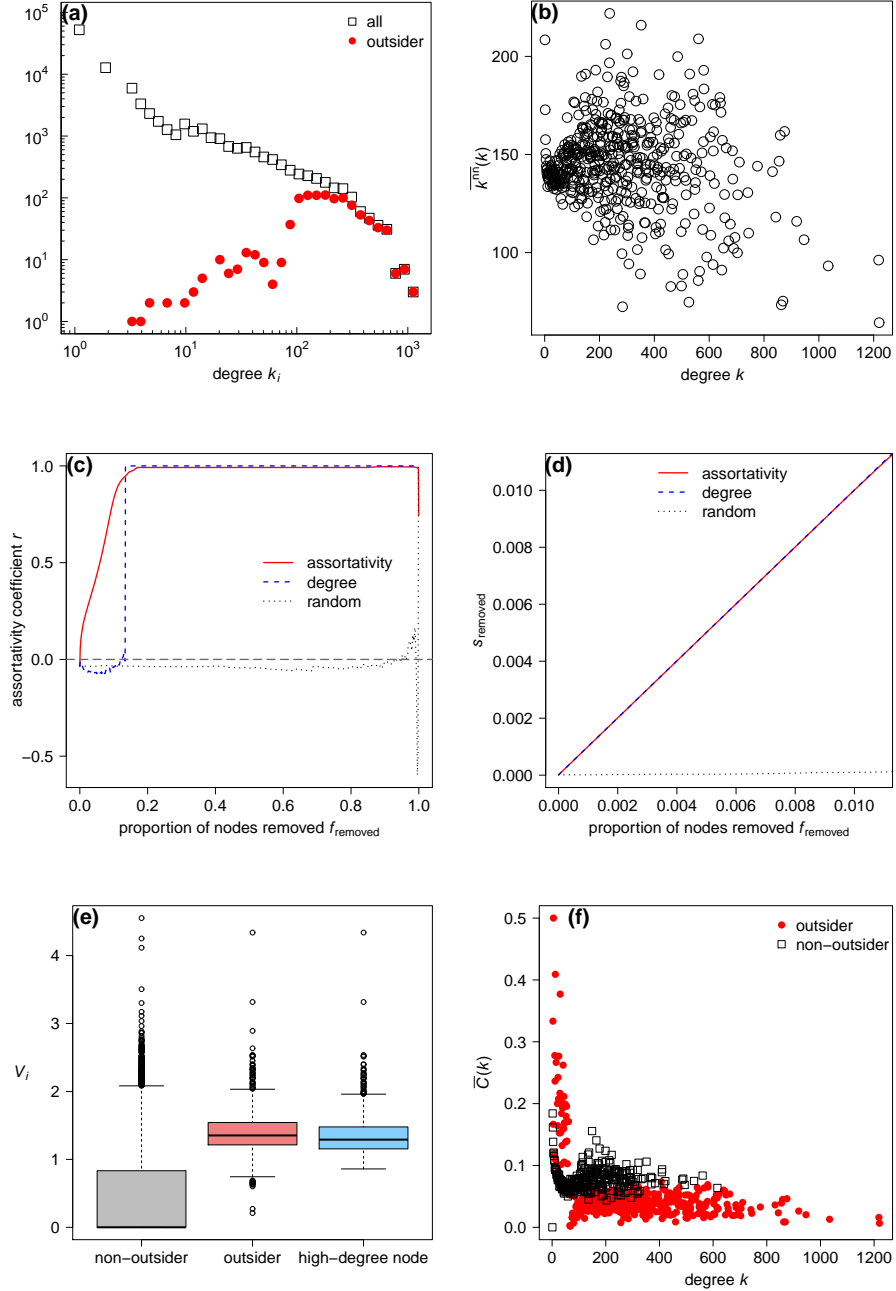 (a)
all
outsider
10^5
10^4
10^3
10^2
10^1
10^0
10^0 10^1 10^2 10^3
degree k_i
(b)
200
150
100
\overline{k^{nn}}(k)
0 200 400 600 800 1000 1200
degree k
(c)
1.0
0.5
0.0
−0.5
assortativity coefficient r
assortativity
degree
random
0.0 0.2 0.4 0.6 0.8 1.0
proportion of nodes removed f_removed
(d)
assortativity
degree
random
0.010
0.008
0.006
0.004
0.002
0.000
s_removed
0.000 0.002 0.004 0.006 0.008 0.010
proportion of nodes removed f_removed
(e)
4
3
2
1
0
V_i
non−outsider outsider high−degree node
(f)
outsider
non−outsider
0.5
0.4
0.3
0.2
0.1
0.0
\overline{C}(k)
0 200 400 600 800 1000 1200
degree k